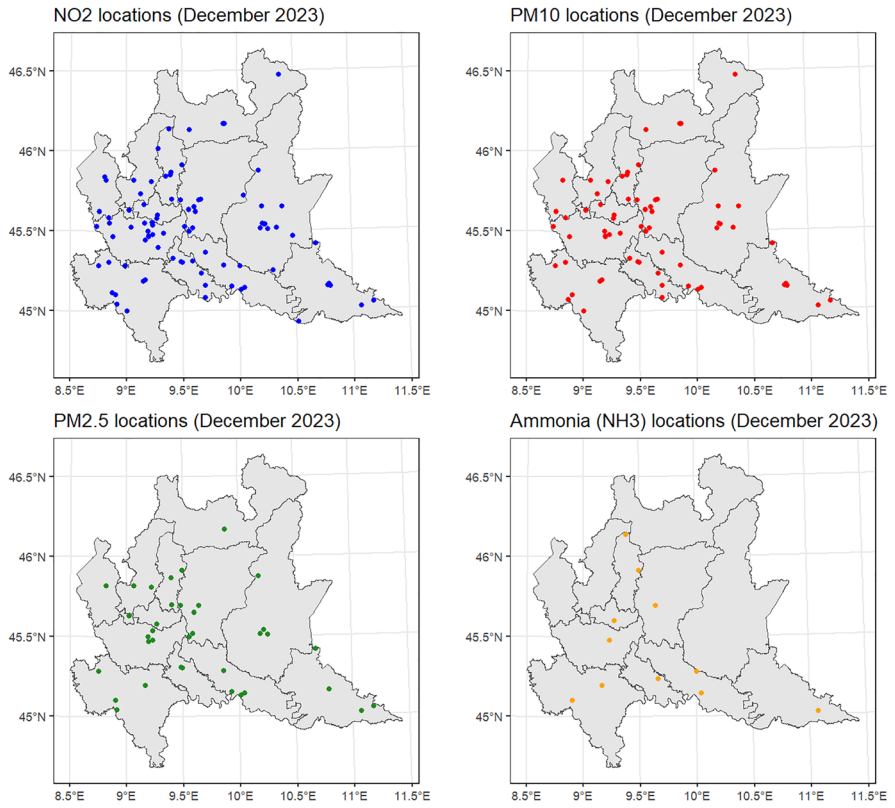 NO2 locations (December 2023)
46.5°N
46°N
45.5°N
45°N
8.5°E 9°E 9.5°E 10°E 10.5°E 11°E 11.5°E
PM10 locations (December 2023)
46.5°N
46°N
45.5°N
45°N
8.5°E 9°E 9.5°E 10°E 10.5°E 11°E 11.5°E
PM2.5 locations (December 2023)
46.5°N
46°N
45.5°N
45°N
8.5°E 9°E 9.5°E 10°E 10.5°E 11°E 11.5°E
Ammonia (NH3) locations (December 2023)
46.5°N
46°N
45.5°N
45°N
8.5°E 9°E 9.5°E 10°E 10.5°E 11°E 11.5°E